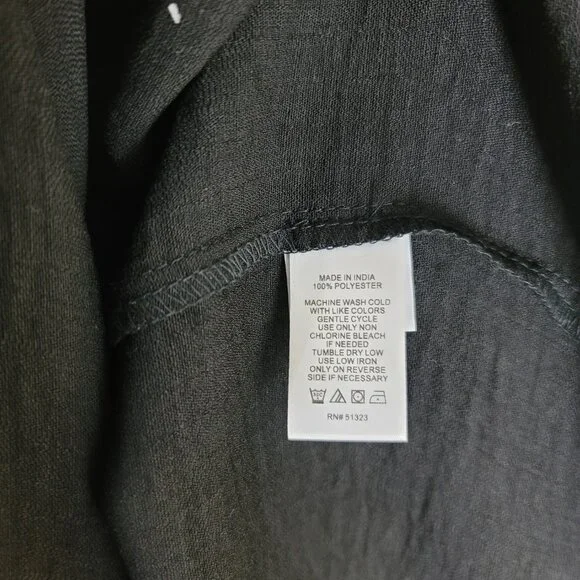 MADE IN INDIA
100% POLYESTER
MACHINE WASH COLD
WITH LIKE COLORS
GENTLE CYCLE
USE ONLY NON
CHLORINE BLEACH
IF NEEDED
TUMBLE DRY LOW
USE LOW IRON
ONLY ON REVERSE
SIDE IF NECESSARY
RN# 51323